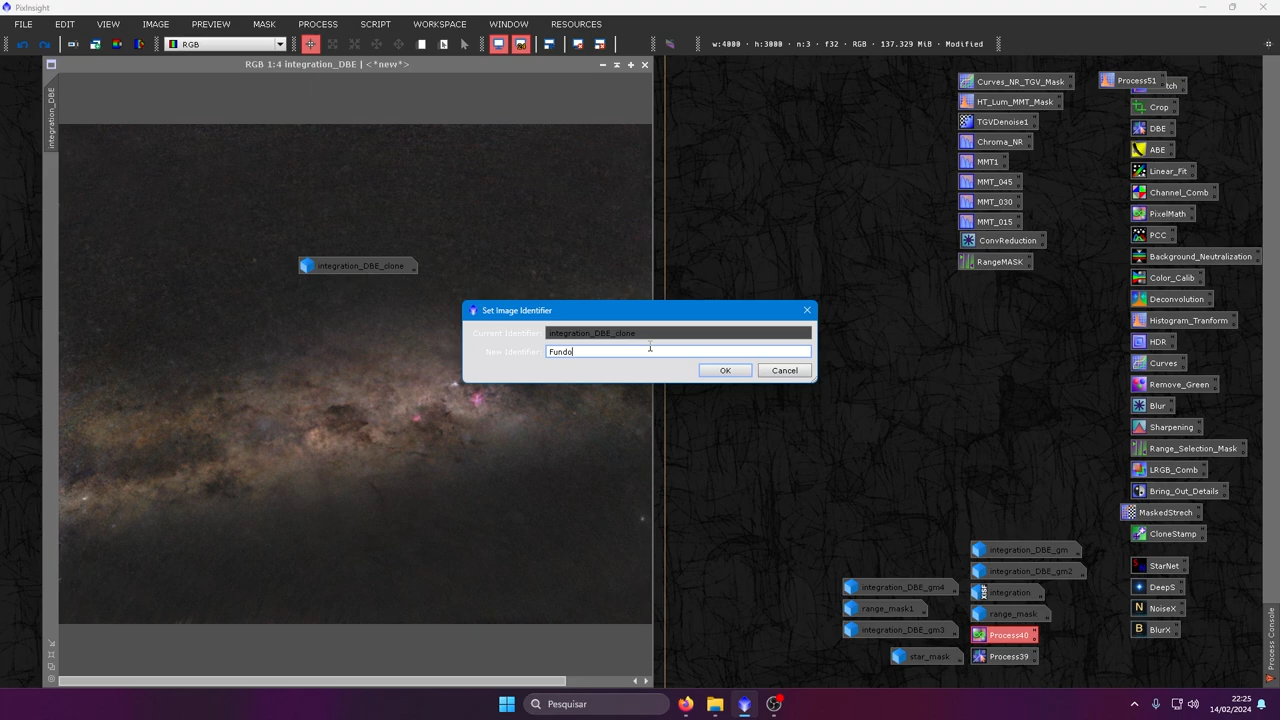 PixInsight
FILE EDIT VIEW IMAGE PREVIEW MASK PROCESS SCRIPT WORKSPACE WINDOW RESOURCES
RGB
w:4000 · h:3000 · n:3 · f32 · RGB · 137.329 MiB · Modified
RGB 1:4 integration_DBE | <*new*>
integration_DBE
integration_DBE_clone
Set Image Identifier
Current Identifier: integration_DBE_clone
New Identifier: Fundo
OK Cancel
Curves_NR_TGV_Mask
HT_Lum_MMT_Mask
TGVDenoise1
Chroma_NR
MMT1
MMT_045
MMT_030
MMT_015
ConvReduction
RangeMASK
Process51
Crop
DBE
ABE
Linear_Fit
Channel_Comb
PixelMath
PCC
Background_Neutralization
Color_Calib
Deconvolution
Histogram_Tranform
HDR
Curves
Remove_Green
Blur
Sharpening
Range_Selection_Mask
LRGB_Comb
Bring_Out_Details
MaskedStrech
CloneStamp
StarNet
DeepS
NoiseX
BlurX
integration_DBE_gm
integration_DBE_gm2
integration
range_mask
Process40
Process39
integration_DBE_gm4
range_mask1
integration_DBE_gm3
star_mask
Process Console
Pesquisar
22:25
14/02/2024